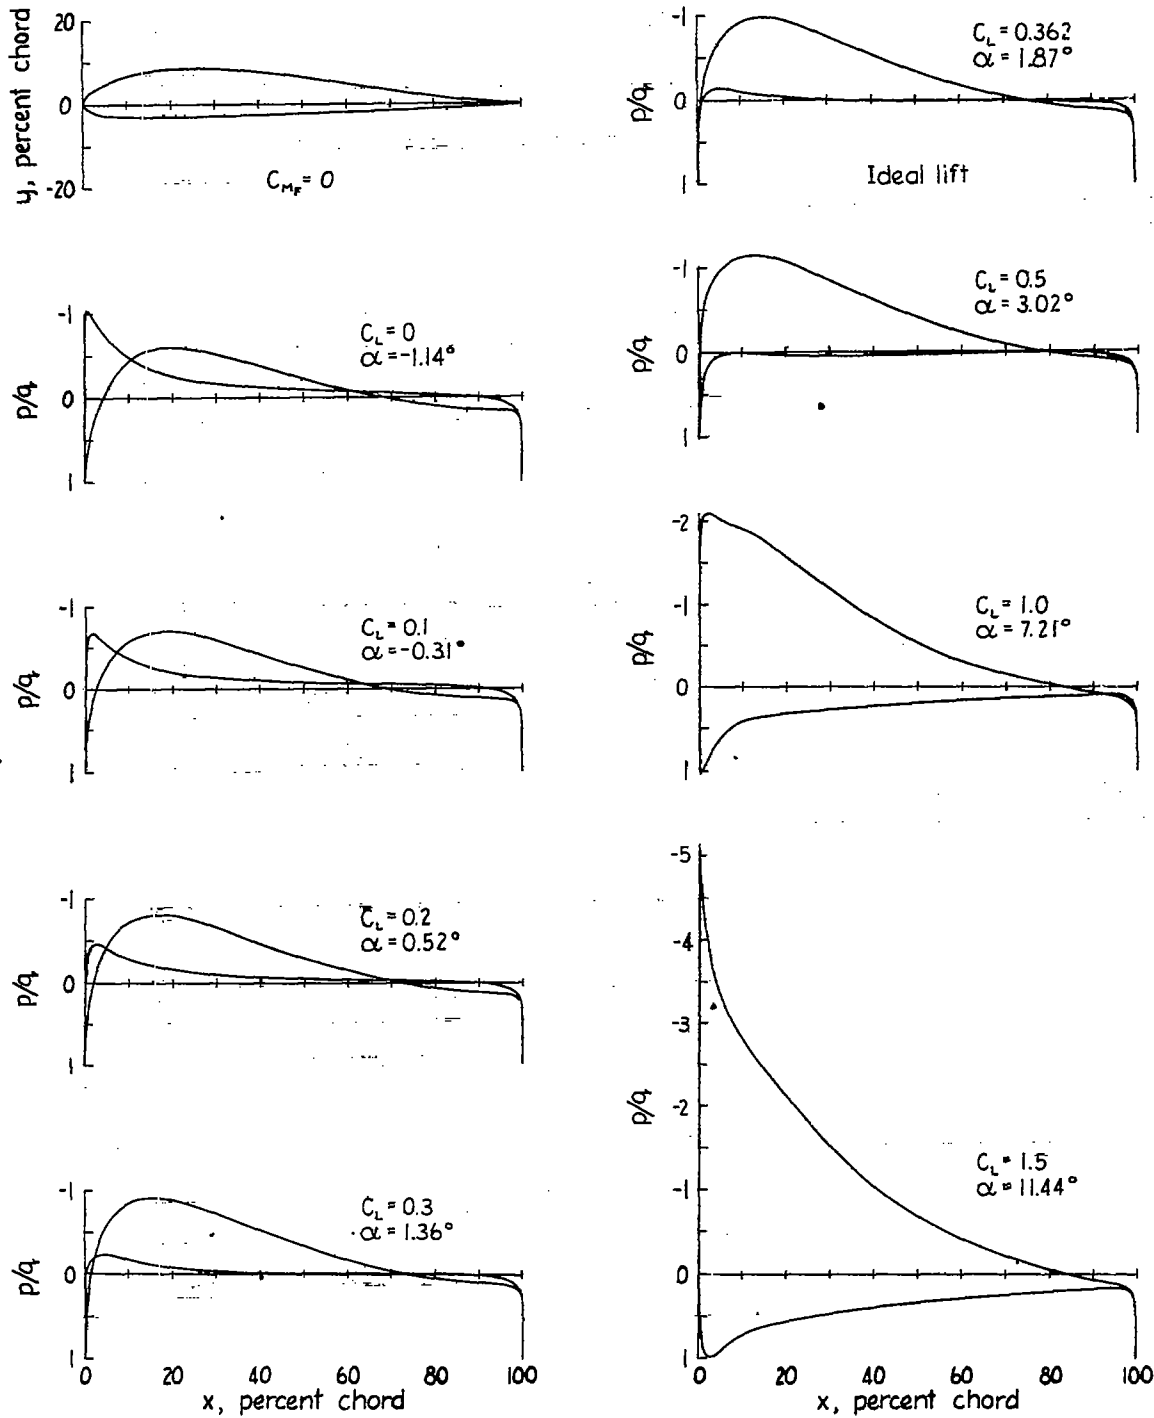 y, percent chord
20
0
-20
C_MF = 0
p/q
-1
0
1
C_L = 0
α = -1.14°
p/q
-1
0
1
C_L = 0.1
α = -0.31°
p/q
-1
0
1
C_L = 0.2
α = 0.52°
p/q
-1
0
1
C_L = 0.3
α = 1.36°
0 20 40 60 80 100
x, percent chord
p/q
-1
0
1
C_L = 0.362
α = 1.87°
Ideal lift
p/q
-1
0
1
C_L = 0.5
α = 3.02°
p/q
-2
-1
0
1
C_L = 1.0
α = 7.21°
p/q
-5
-4
-3
-2
-1
0
1
C_L = 1.5
α = 11.44°
0 20 40 60 80 100
x, percent chord